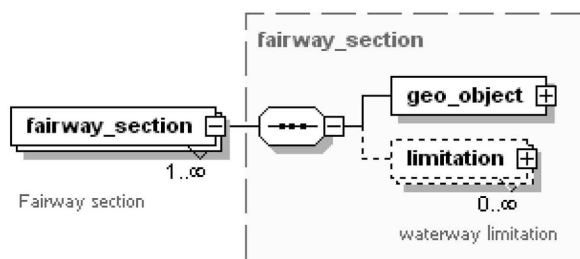 fairway_section
geo_object
fairway_section
limitation
1..∞
0..∞
Fairway section
waterway limitation